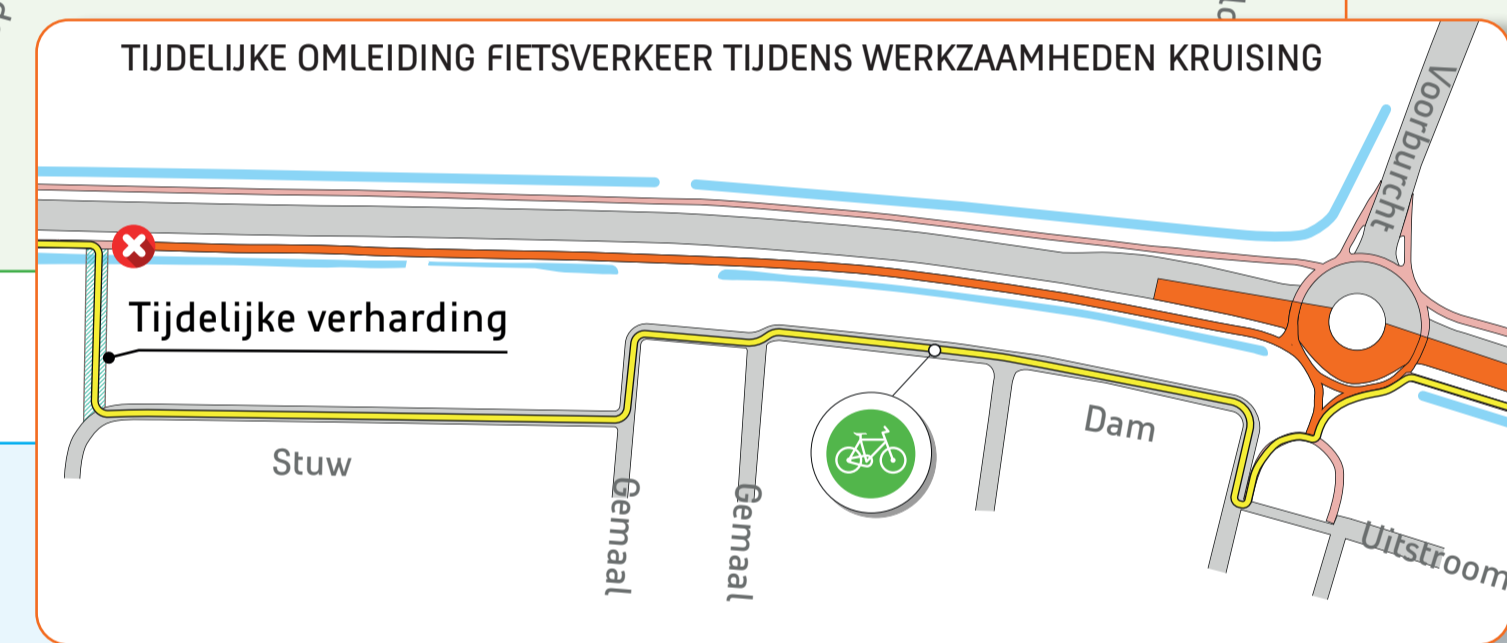 TIJDELIJKE OMLEIDING FIETSVERKEER TIJDENS WERKZAAMHEDEN KRUISING
Voorburcht
Tijdelijke verharding
Stuw
Dam
Gemaal
Gemaal
Uitstroom